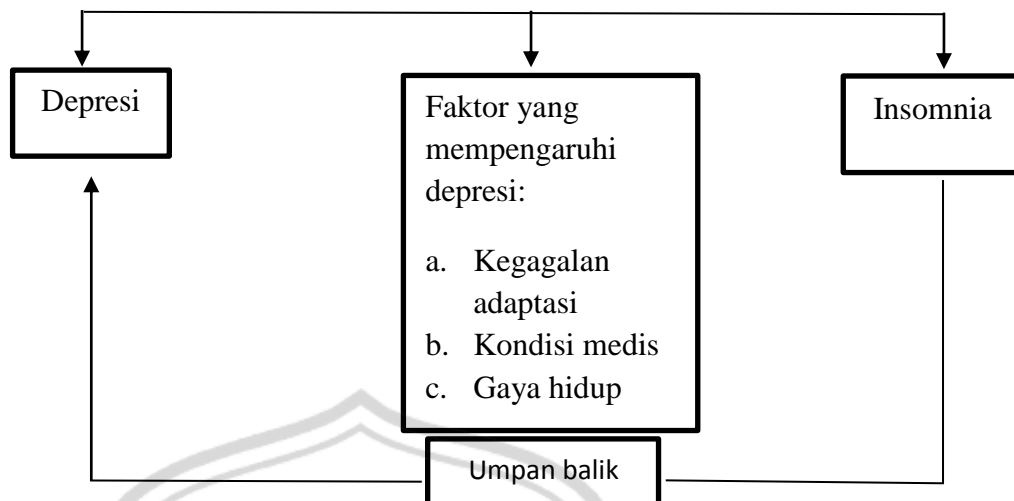 Depresi
Faktor yang
mempengaruhi
depresi:
a. Kegagalan
adaptasi
b. Kondisi medis
c. Gaya hidup
Insomnia
Umpan balik